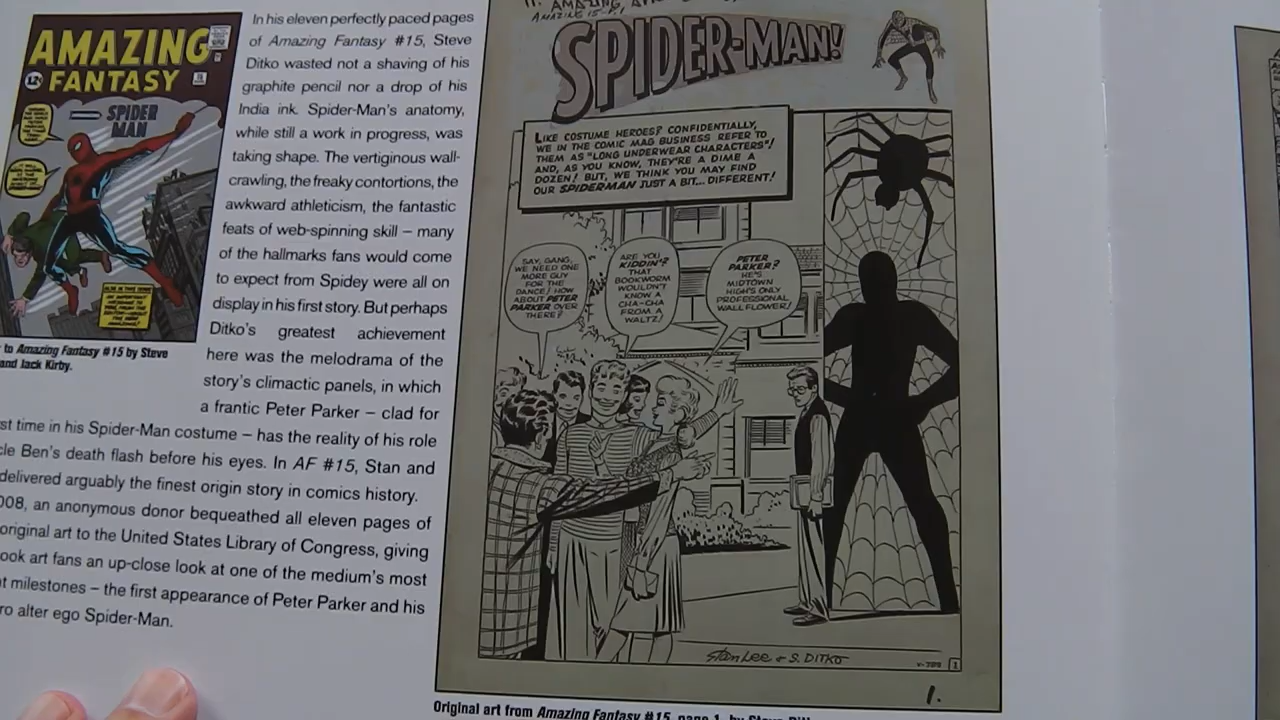 AMAZING
FANTASY
12¢
15
SPIDER
MAN
to Amazing Fantasy #15 by Steve
and Jack Kirby.
In his eleven perfectly paced pages
of Amazing Fantasy #15, Steve
Ditko wasted not a shaving of his
graphite pencil nor a drop of his
India ink. Spider-Man's anatomy,
while still a work in progress, was
taking shape. The vertiginous wall-
crawling, the freaky contortions, the
awkward athleticism, the fantastic
feats of web-spinning skill – many
of the hallmarks fans would come
to expect from Spidey were all on
display in his first story. But perhaps
Ditko's greatest achievement
here was the melodrama of the
story's climactic panels, in which
a frantic Peter Parker – clad for
st time in his Spider-Man costume – has the reality of his role
cle Ben's death flash before his eyes. In AF #15, Stan and
delivered arguably the finest origin story in comics history.
008, an anonymous donor bequeathed all eleven pages of
original art to the United States Library of Congress, giving
ook art fans an up-close look at one of the medium's most
nt milestones – the first appearance of Peter Parker and his
ro alter ego Spider-Man.
AMAZING 15 - P.1
SPIDER-MAN!
LIKE COSTUME HEROES? CONFIDENTIALLY,
WE IN THE COMIC MAG BUSINESS REFER TO
THEM AS "LONG UNDERWEAR CHARACTERS"!
AND, AS YOU KNOW, THEY'RE A DIME A
DOZEN! BUT, WE THINK YOU MAY FIND
OUR SPIDERMAN JUST A BIT... DIFFERENT!
SAY, GANG,
WE NEED ONE
MORE GUY
FOR THE
DANCE! HOW
ABOUT PETER
PARKER OVER
THERE?
ARE YOU
KIDDIN'?
THAT
BOOKWORM
WOULDN'T
KNOW A
CHA-CHA
FROM A
WALTZ!
PETER
PARKER?
HE'S
MIDTOWN
HIGH'S ONLY
PROFESSIONAL
WALLFLOWER!
Stan Lee & S. DITKO
V-789
1
1.
Original art from Amazing Fantasy #15, page 1, by Steve